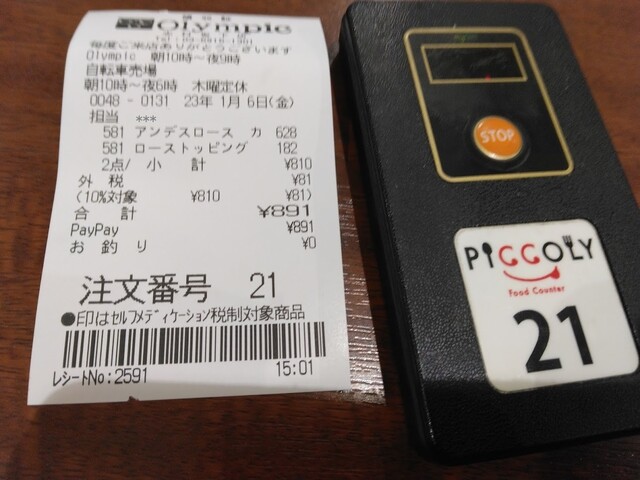 Olympic
毎度ご来店ありがとうございます
Olympic 朝10時～夜9時
自転車売場
朝10時～夜6時 木曜定休
0048 - 0131 23年 1月 6日(金)
担当 ***
581 アンデスロース カ 628
581 ローストッピング 182
2点/ 小 計 ¥810
外 税 ¥81
(10%対象 ¥810 ¥81)
合 計 ¥891
PayPay ¥891
お 釣 り ¥0
注文番号 21
●印はセルフメディケーション税制対象商品
レシートNo:2591 15:01
STOP
PIGGOLY
Food Counter
21